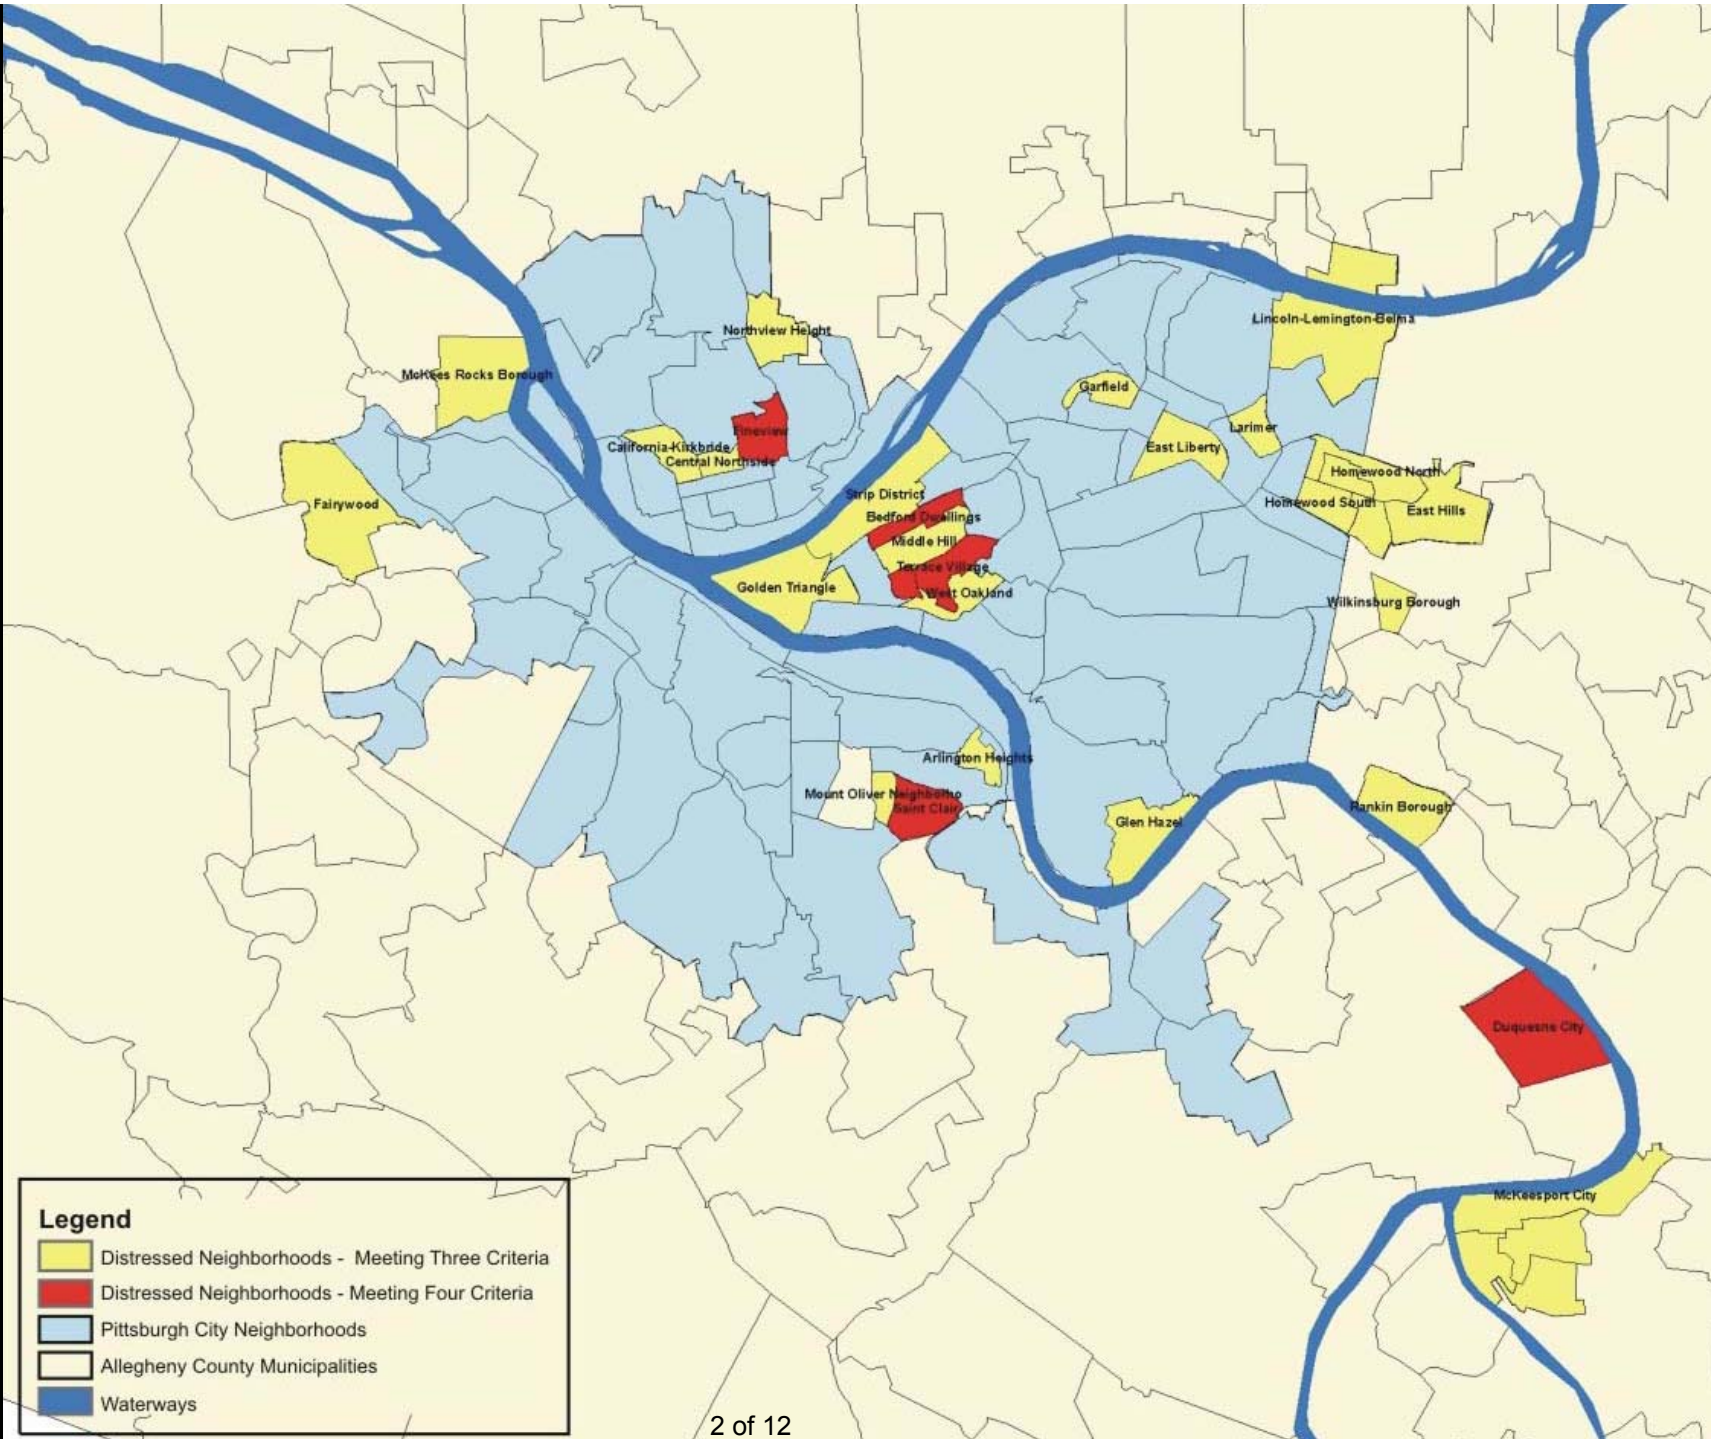 Lincoln-Lemington-Belma
Northview Height
McKees Rocks Borough
Garfield
Larimer
Fineview
California-Kirkbride
East Liberty
Central Northside
Homewood North
Strip District
Homewood South
Fairywood
East Hills
Bedford Dwellings
Middle Hill
Terrace Village
Golden Triangle
West Oakland
Wilkinsburg Borough
Arlington Heights
Mount Oliver Neighborho
Saint Clair
Rankin Borough
Glen Hazel
Duquesne City
McKeesport City
Legend
Distressed Neighborhoods - Meeting Three Criteria
Distressed Neighborhoods - Meeting Four Criteria
Pittsburgh City Neighborhoods
Allegheny County Municipalities
Waterways
2 of 12